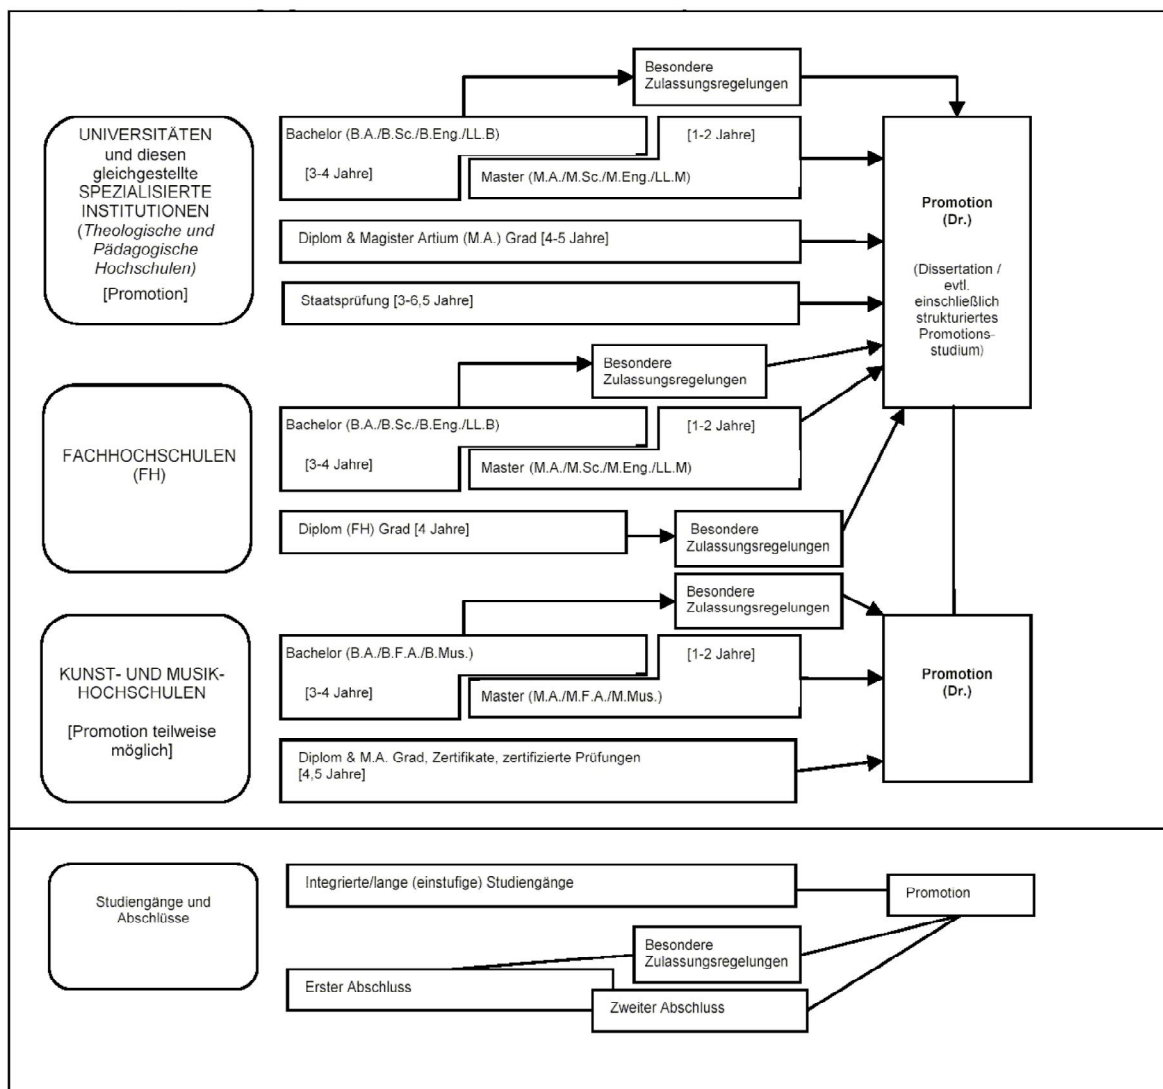 Besondere
Zulassungsregelungen
UNIVERSITÄTEN
und diesen
gleichgestellte
SPEZIALISIERTE
INSTITUTIONEN
(Theologische und
Pädagogische
Hochschulen)
[Promotion]
Bachelor (B.A./B.Sc./B.Eng./LL.B)
[3-4 Jahre]
[1-2 Jahre]
Master (M.A./M.Sc./M.Eng./LL.M)
Diplom & Magister Artium (M.A.) Grad [4-5 Jahre]
Staatsprüfung [3-6,5 Jahre]
Promotion
(Dr.)
(Dissertation /
evtl.
einschließlich
strukturiertes
Promotions-
studium)
FACHHOCHSCHULEN
(FH)
Besondere
Zulassungsregelungen
Bachelor (B.A./B.Sc./B.Eng./LL.B)
[3-4 Jahre]
[1-2 Jahre]
Master (M.A./M.Sc./M.Eng./LL.M)
Diplom (FH) Grad [4 Jahre]
Besondere
Zulassungsregelungen
KUNST- UND MUSIK-
HOCHSCHULEN
[Promotion teilweise
möglich]
Besondere
Zulassungsregelungen
Bachelor (B.A./B.F.A./B.Mus.)
[3-4 Jahre]
[1-2 Jahre]
Master (M.A./M.F.A./M.Mus.)
Diplom & M.A. Grad, Zertifikate, zertifizierte Prüfungen
[4,5 Jahre]
Promotion
(Dr.)
Studiengänge und
Abschlüsse
Integrierte/lange (einstufige) Studiengänge
Promotion
Besondere
Zulassungsregelungen
Erster Abschluss
Zweiter Abschluss